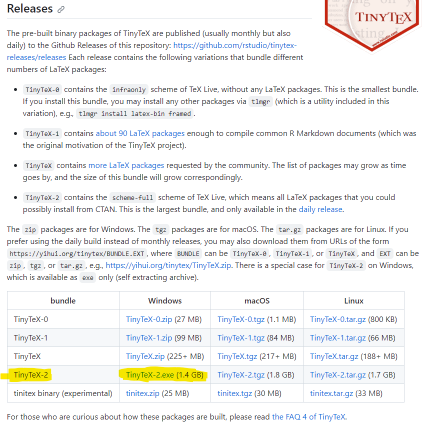 Releases
TINYTEX
The pre-built binary packages of TinyTeX are published (usually monthly but also
daily) to the Github Releases of this repository: https://github.com/rstudio/tinytex-
releases/releases Each release contains the following variations that bundle different
numbers of LaTeX packages:
• TinyTeX-0 contains the infraonly scheme of TeX Live, without any LaTeX packages. This is the smallest bundle.
If you install this bundle, you may install any other packages via tlmgr (which is a utility included in this
variation), e.g., tlmgr install latex-bin framed .
• TinyTeX-1 contains about 90 LaTeX packages enough to compile common R Markdown documents (which was
the original motivation of the TinyTeX project).
• TinyTeX contains more LaTeX packages requested by the community. The list of packages may grow as time
goes by, and the size of this bundle will grow correspondingly.
• TinyTeX-2 contains the scheme-full scheme of TeX Live, which means all LaTeX packages that you could
possibly install from CTAN. This is the largest bundle, and only available in the daily release.
The zip packages are for Windows. The tgz packages are for macOS. The tar.gz packages are for Linux. If you
prefer using the daily build instead of monthly releases, you may also download them from URLs of the form
https://yihui.org/tinytex/BUNDLE.EXT , where BUNDLE can be TinyTeX-0 , TinyTeX-1 , or TinyTeX , and EXT can be
zip , tgz , or tar.gz , e.g., https://yihui.org/tinytex/TinyTeX.zip. There is a special case for TinyTeX-2 on Windows,
which is available as exe only (self extracting archive).
bundle Windows macOS Linux
TinyTeX-0 TinyTeX-0.zip (27 MB) TinyTeX-0.tgz (1.1 MB) TinyTeX-0.tar.gz (800 KB)
TinyTeX-1 TinyTeX-1.zip (99 MB) TinyTeX-1.tgz (84 MB) TinyTeX-1.tar.gz (66 MB)
TinyTeX TinyTeX.zip (225+ MB) TinyTeX.tgz (217+ MB) TinyTeX.tar.gz (188+ MB)
TinyTeX-2 TinyTeX-2.exe (1.4 GB) TinyTeX-2.tgz (1.8 GB) TinyTeX-2.tar.gz (1.7 GB)
tinitex binary (experimental) tinitex.zip (25 MB) tinitex.tgz (30 MB) tinitex.tar.gz (33 MB)
For those who are curious about how these packages are built, please read the FAQ 4 of TinyTeX.